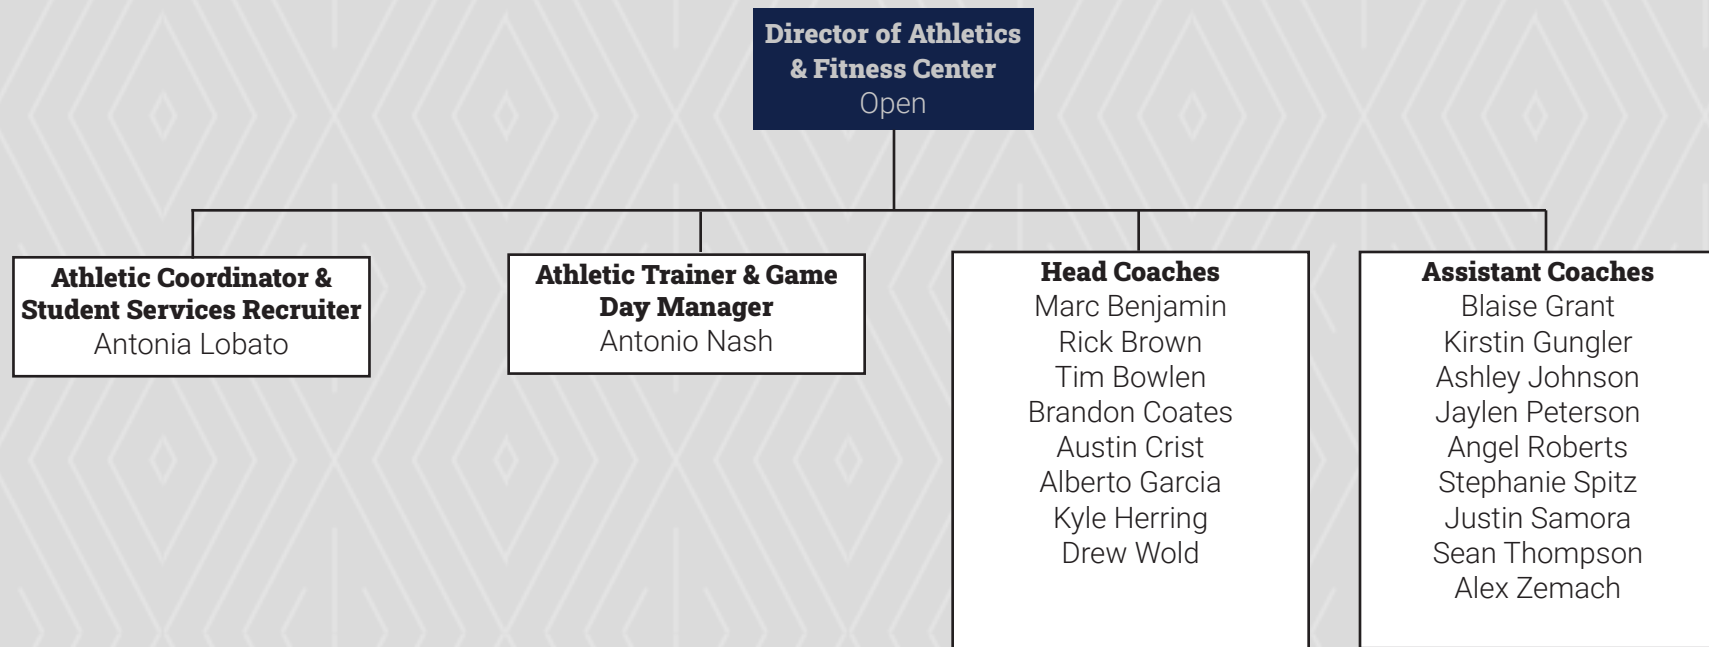 Director of Athletics
& Fitness Center
Open
Athletic Coordinator &
Student Services Recruiter
Antonia Lobato
Athletic Trainer & Game
Day Manager
Antonio Nash
Head Coaches
Marc Benjamin
Rick Brown
Tim Bowlen
Brandon Coates
Austin Crist
Alberto Garcia
Kyle Herring
Drew Wold
Assistant Coaches
Blaise Grant
Kirstin Gungler
Ashley Johnson
Jaylen Peterson
Angel Roberts
Stephanie Spitz
Justin Samora
Sean Thompson
Alex Zemach